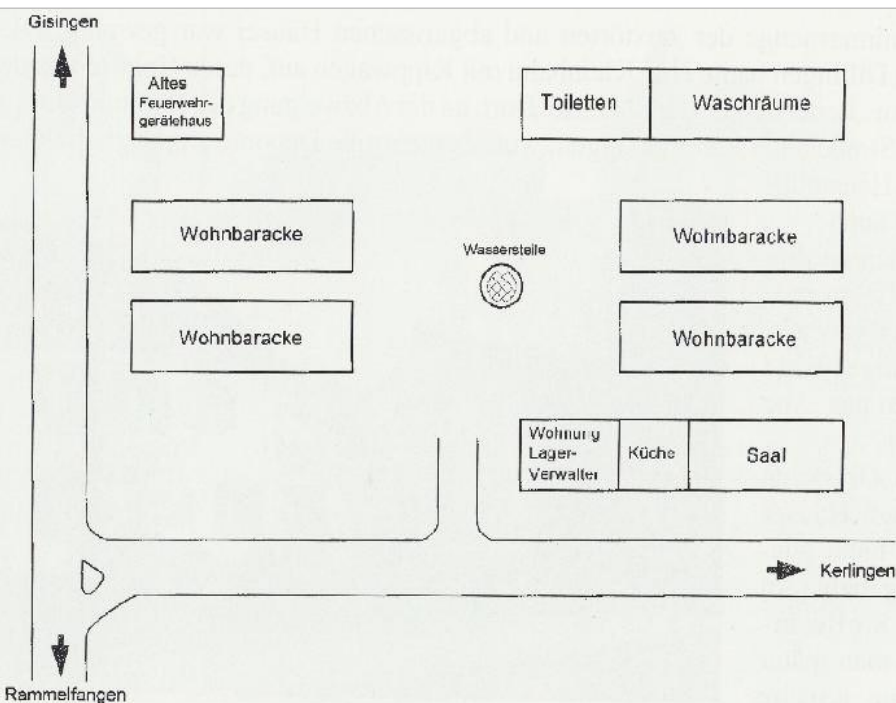 Gisingen
Altes
Feuerwehr-
gerätehaus
Toiletten
Waschräume
Wohnbaracke
Wasserstelle
Wohnbaracke
Wohnbaracke
Wohnbaracke
Wohnung
Lager-
Verwalter
Küche
Saal
Kerlingen
Rammelfangen